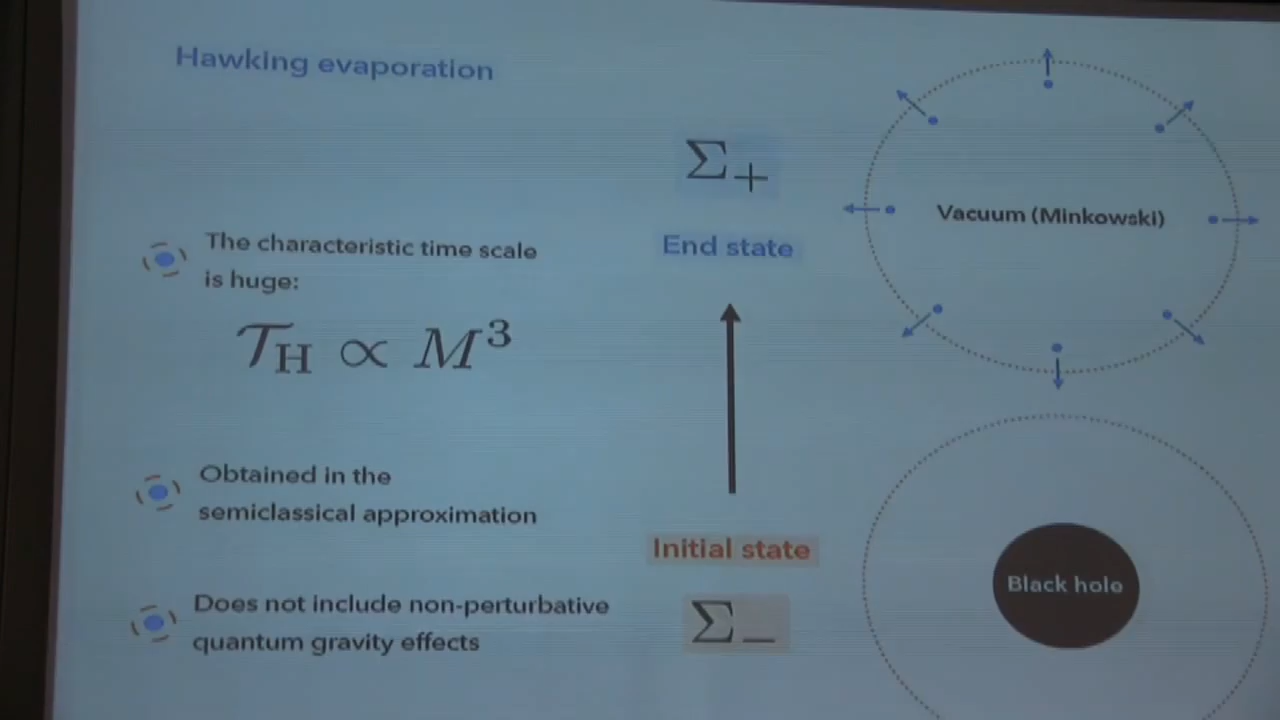 Hawking evaporation
The characteristic time scale
is huge:
𝒯_H ∝ M³
Obtained in the
semiclassical approximation
Does not include non-perturbative
quantum gravity effects
Σ₊
End state
Initial state
Σ₋
Vacuum (Minkowski)
Black hole